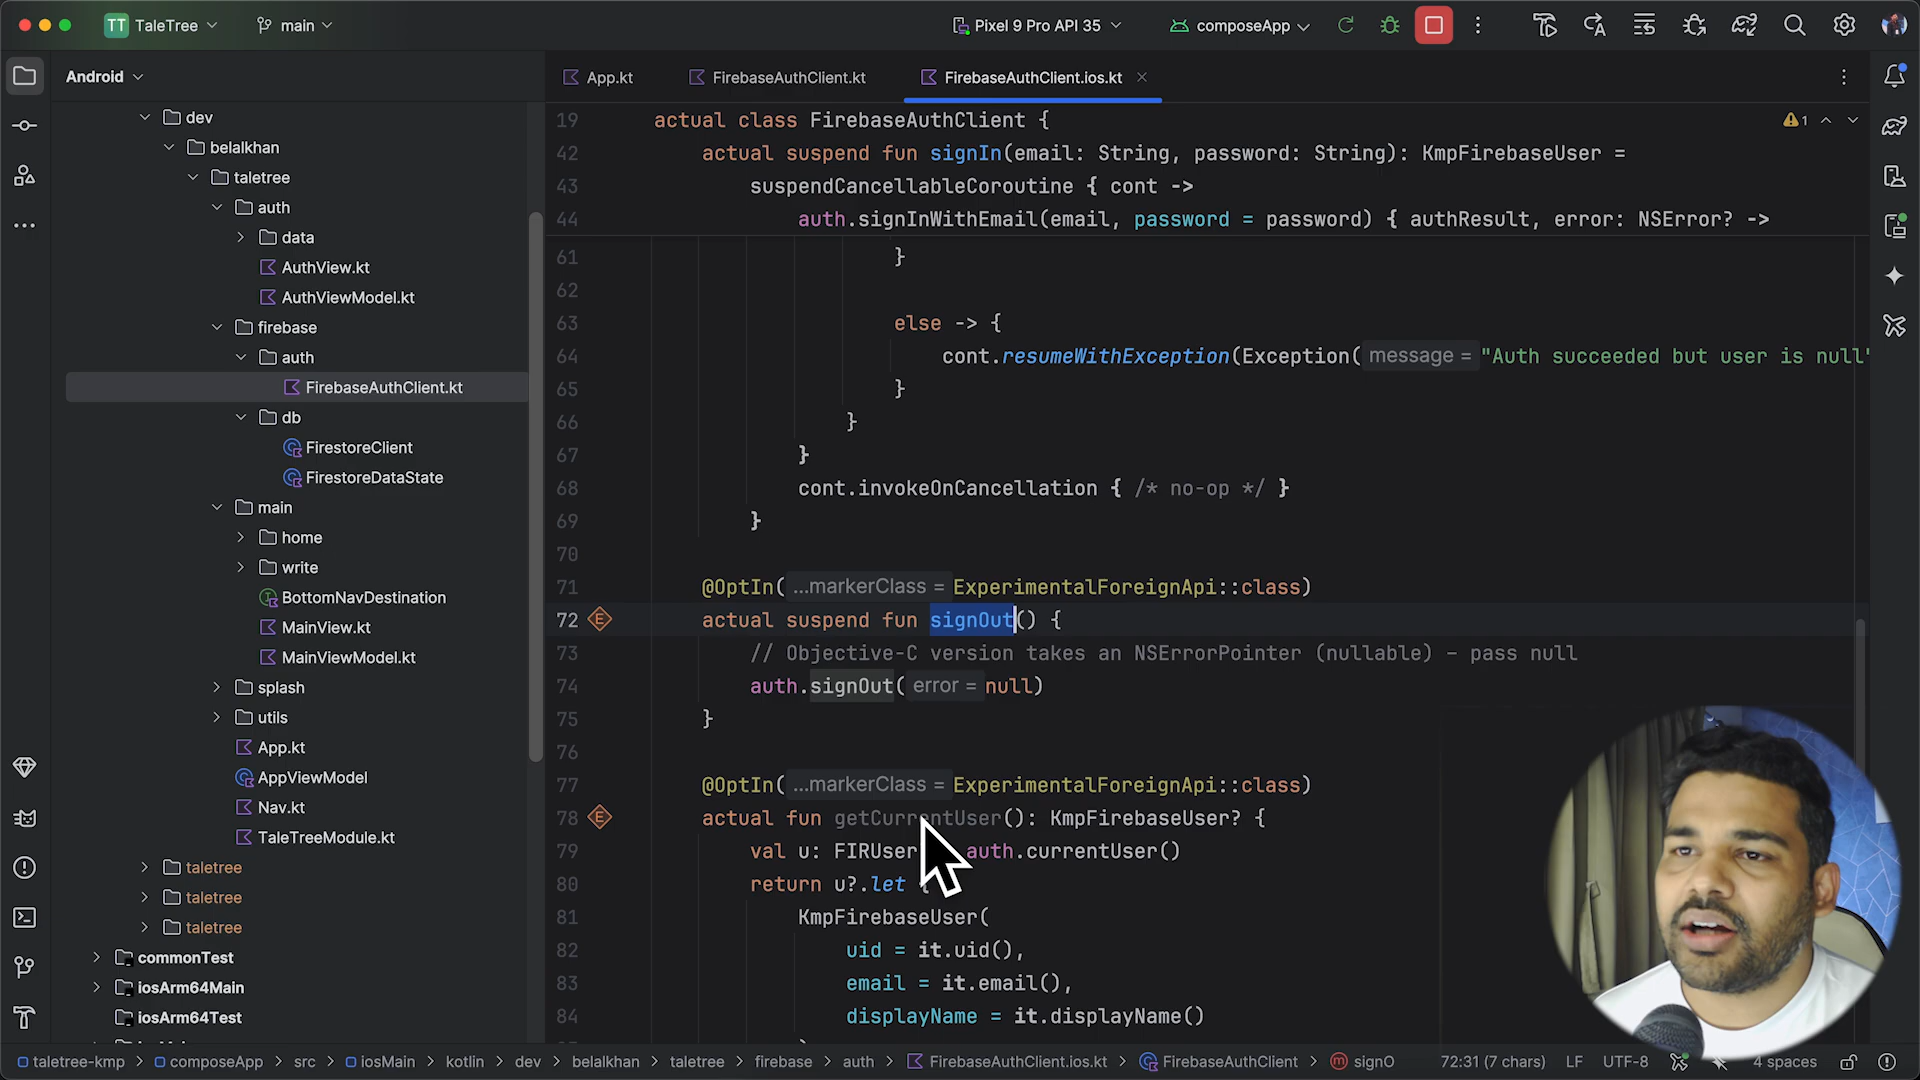 TT TaleTree main Pixel 9 Pro API 35 composeApp
Android
dev
belalkhan
taletree
auth
data
AuthView.kt
AuthViewModel.kt
firebase
auth
FirebaseAuthClient.kt
db
FirestoreClient
FirestoreDataState
main
home
write
BottomNavDestination
MainView.kt
MainViewModel.kt
splash
utils
App.kt
AppViewModel
Nav.kt
TaleTreeModule.kt
taletree
taletree
taletree
commonTest
iosArm64Main
iosArm64Test
App.kt FirebaseAuthClient.kt FirebaseAuthClient.ios.kt
1
19 actual class FirebaseAuthClient {
42 actual suspend fun signIn(email: String, password: String): KmpFirebaseUser =
43 suspendCancellableCoroutine { cont ->
44 auth.signInWithEmail(email, password = password) { authResult, error: NSError? ->
61 }
62
63 else -> {
64 cont.resumeWithException(Exception( message = "Auth succeeded but user is null"
65 }
66 }
67 }
68 cont.invokeOnCancellation { /* no-op */ }
69 }
70
71 @OptIn( ...markerClass = ExperimentalForeignApi::class)
72 actual suspend fun signOut() {
73 // Objective-C version takes an NSErrorPointer (nullable) – pass null
74 auth.signOut( error = null)
75 }
76
77 @OptIn( ...markerClass = ExperimentalForeignApi::class)
78 actual fun getCurrentUser(): KmpFirebaseUser? {
79 val u: FIRUser auth.currentUser()
80 return u?.let {
81 KmpFirebaseUser(
82 uid = it.uid(),
83 email = it.email(),
84 displayName = it.displayName()
taletree-kmp > composeApp > src > iosMain > kotlin > dev > belalkhan > taletree > firebase > auth > FirebaseAuthClient.ios.kt > FirebaseAuthClient > signO 72:31 (7 chars) LF UTF-8 4 spaces